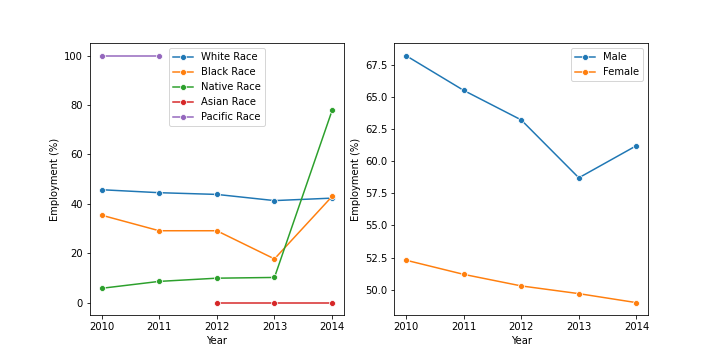 100
80
60
40
20
0
Employment (%)
2010 2011 2012 2013 2014
Year
White Race
Black Race
Native Race
Asian Race
Pacific Race
67.5
65.0
62.5
60.0
57.5
55.0
52.5
50.0
Employment (%)
2010 2011 2012 2013 2014
Year
Male
Female